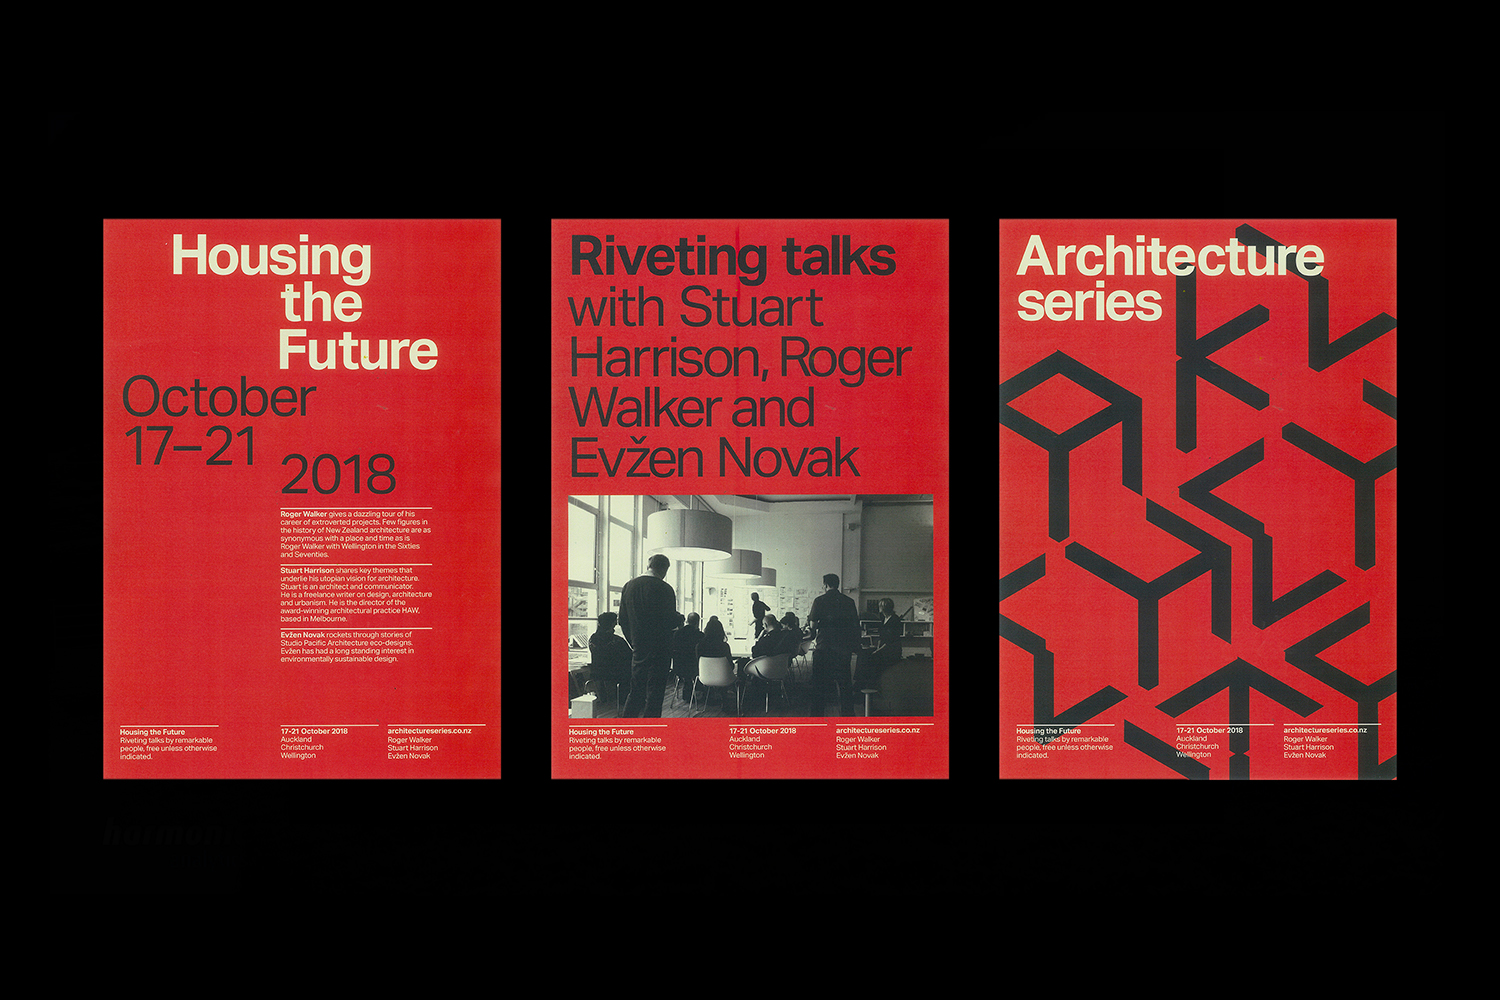 Housing
the
Future
October
17–21
2018
Roger Walker gives a dazzling tour of his
career of extroverted projects. Few figures in
the history of New Zealand architecture are as
synonymous with a place and time as is
Roger Walker with Wellington in the Sixties
and Seventies.
Stuart Harrison shares key themes that
underlie his utopian vision for architecture.
Stuart is an architect and communicator.
He is a freelance writer on design, architecture
and urbanism. He is the director of the
award-winning architectural practice HAW,
based in Melbourne.
Evžen Novak rockets through stories of
Studio Pacific Architecture eco-designs.
Evžen has had a long standing interest in
environmentally sustainable design.
Housing the Future
Riveting talks by remarkable
people, free unless otherwise
indicated.
17-21 October 2018
Auckland
Christchurch
Wellington
architectureseries.co.nz
Roger Walker
Stuart Harrison
Evžen Novak
Riveting talks
with Stuart
Harrison, Roger
Walker and
Evžen Novak
Housing the Future
Riveting talks by remarkable
people, free unless otherwise
indicated.
17-21 October 2018
Auckland
Christchurch
Wellington
architectureseries.co.nz
Roger Walker
Stuart Harrison
Evžen Novak
Architecture
series
Housing the Future
Riveting talks by remarkable
people, free unless otherwise
indicated.
17-21 October 2018
Auckland
Christchurch
Wellington
architectureseries.co.nz
Roger Walker
Stuart Harrison
Evžen Novak